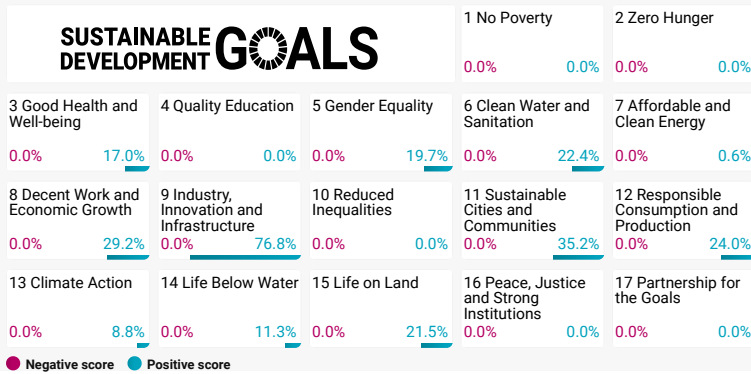 SUSTAINABLE
DEVELOPMENT
GOALS
1 No Poverty
0.0% 0.0%
2 Zero Hunger
0.0% 0.0%
3 Good Health and
Well-being
0.0% 17.0%
4 Quality Education
0.0% 0.0%
5 Gender Equality
0.0% 19.7%
6 Clean Water and
Sanitation
0.0% 22.4%
7 Affordable and
Clean Energy
0.0% 0.6%
8 Decent Work and
Economic Growth
0.0% 29.2%
9 Industry,
Innovation and
Infrastructure
0.0% 76.8%
10 Reduced
Inequalities
0.0% 0.0%
11 Sustainable
Cities and
Communities
0.0% 35.2%
12 Responsible
Consumption and
Production
0.0% 24.0%
13 Climate Action
0.0% 8.8%
14 Life Below Water
0.0% 11.3%
15 Life on Land
0.0% 21.5%
16 Peace, Justice
and Strong
Institutions
0.0% 0.0%
17 Partnership for
the Goals
0.0% 0.0%
Negative score Positive score